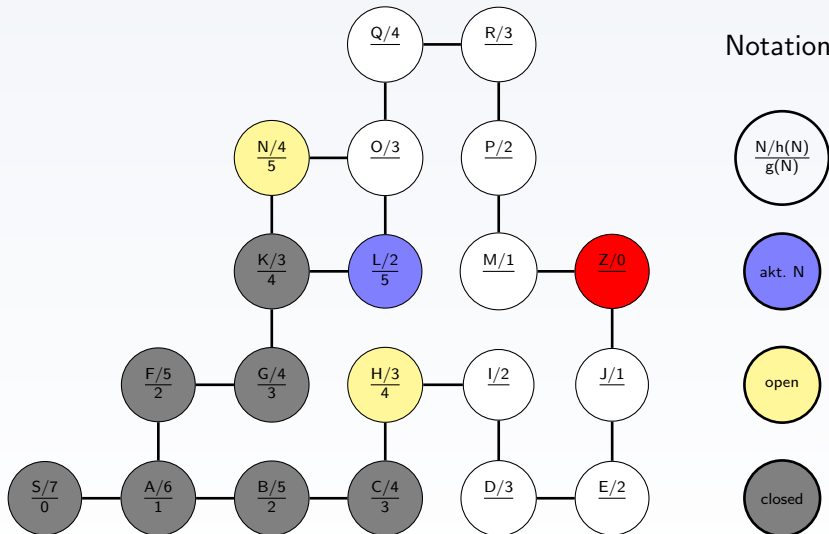 Q/4
R/3
Notation
N/4
5
O/3
P/2
N/h(N)
g(N)
K/3
4
L/2
5
M/1
Z/0
akt. N
F/5
2
G/4
3
H/3
4
I/2
J/1
open
S/7
0
A/6
1
B/5
2
C/4
3
D/3
E/2
closed